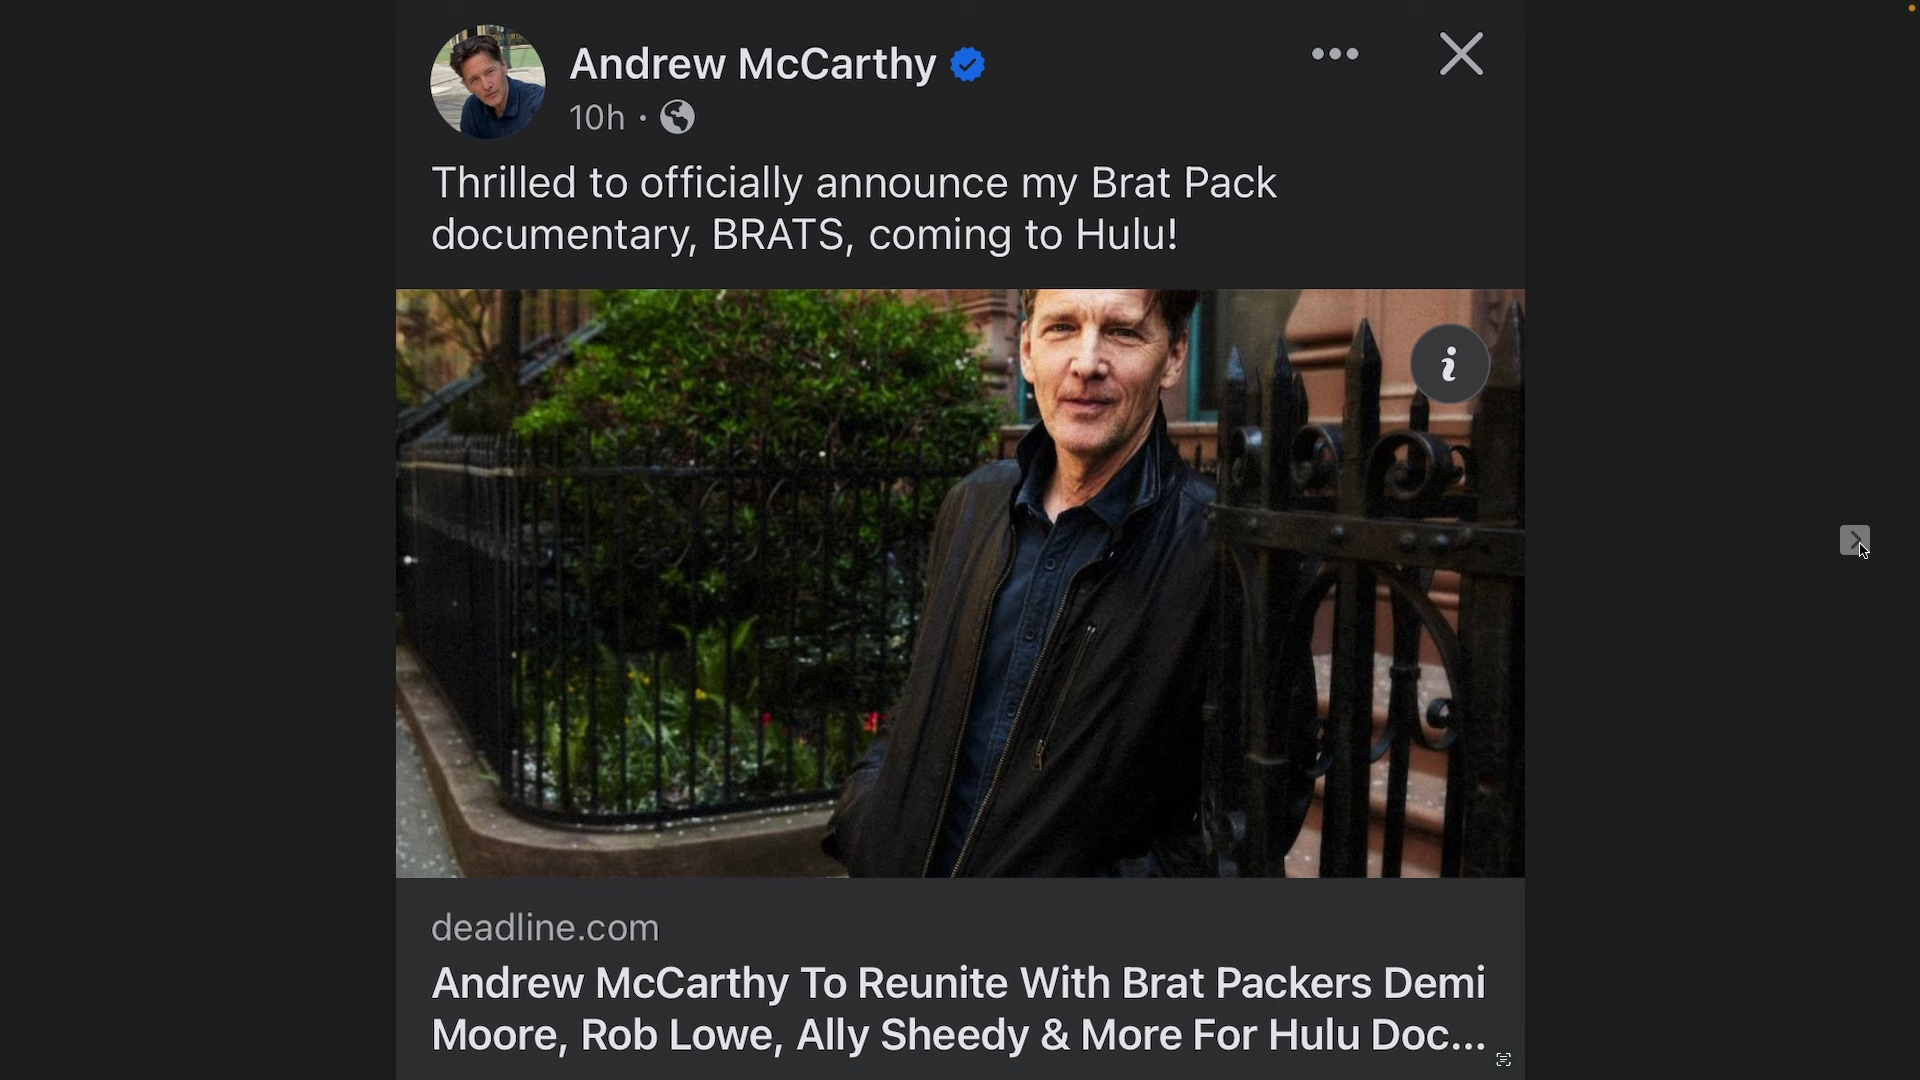 Andrew McCarthy
10h ·
Thrilled to officially announce my Brat Pack
documentary, BRATS, coming to Hulu!
i
deadline.com
Andrew McCarthy To Reunite With Brat Packers Demi
Moore, Rob Lowe, Ally Sheedy & More For Hulu Doc...